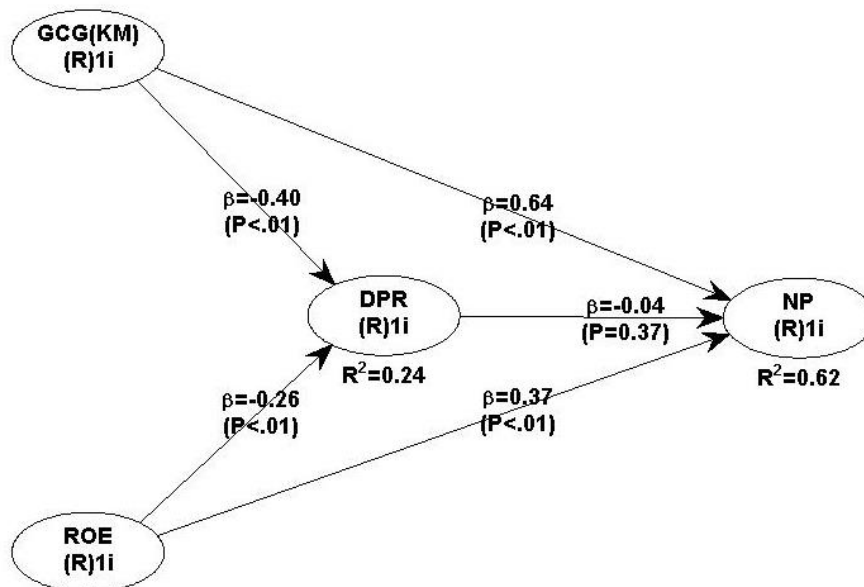 GCG(KM)
(R)1i
β=-0.40
(P<.01)
β=0.64
(P<.01)
DPR
(R)1i
R²=0.24
β=-0.04
(P=0.37)
NP
(R)1i
R²=0.62
β=-0.26
(P<.01)
β=0.37
(P<.01)
ROE
(R)1i